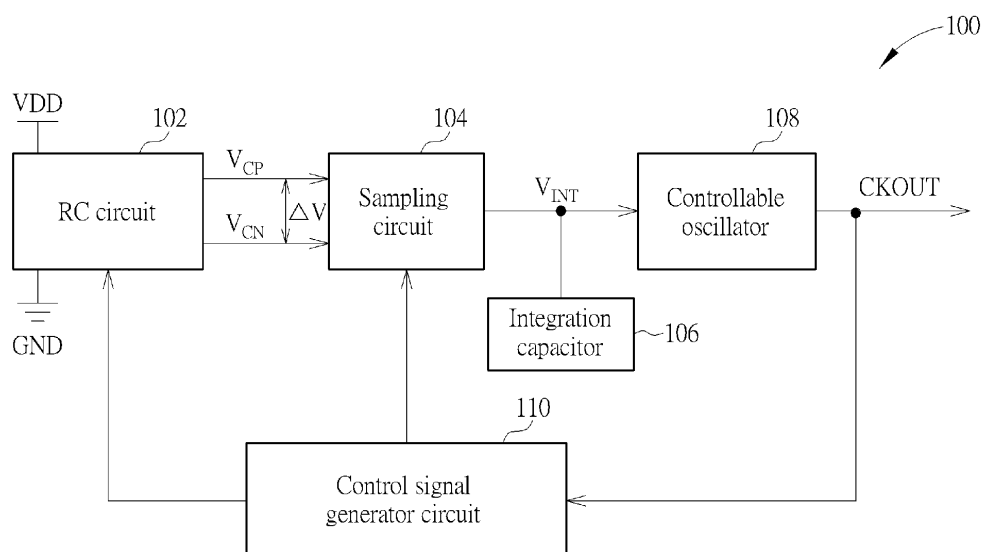 100
VDD
102
104
108
V_CP
RC circuit
△V
V_CN
Sampling
circuit
V_INT
Controllable
oscillator
CKOUT
GND
Integration
capacitor
106
110
Control signal
generator circuit